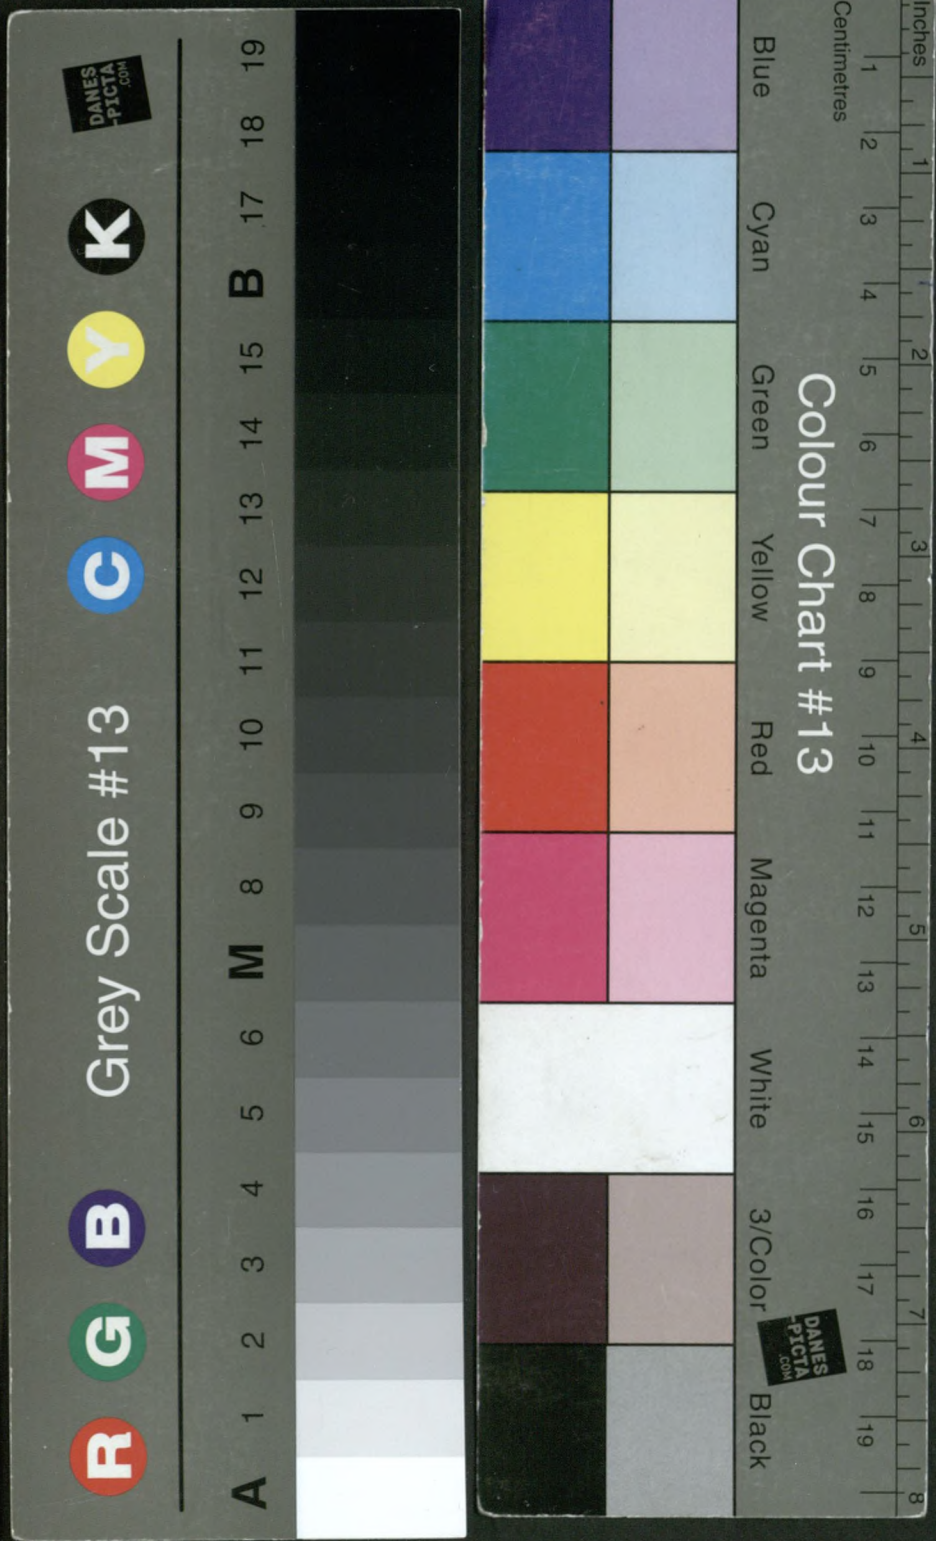 DANES
-PICTA
.COM
R G B Grey Scale #13 C M Y K
A 1 2 3 4 5 6 M 8 9 10 11 12 13 14 15 B 17 18 19
Inches 1 2 3 4 5 6 7 8
Centimetres 1 2 3 4 5 6 7 8 9 10 11 12 13 14 15 16 17 18 19
Colour Chart #13
Blue Cyan Green Yellow Red Magenta White 3/Color Black
DANES
-PICTA
.COM